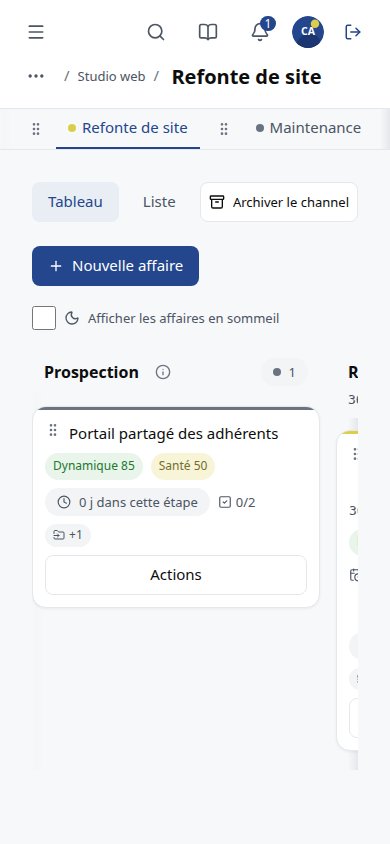 1
CA
/ Studio web / Refonte de site
Refonte de site
Maintenance
Tableau
Liste
Archiver le channel
Nouvelle affaire
Afficher les affaires en sommeil
Prospection
1
R
Portail partagé des adhérents
Dynamique 85
Santé 50
0 j dans cette étape
0/2
+1
Actions